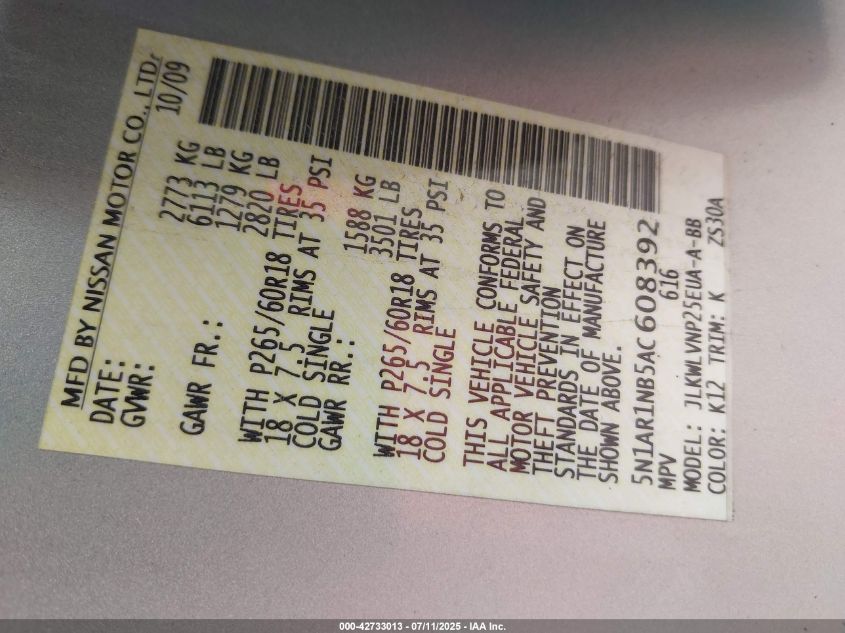 MFD BY NISSAN MOTOR CO., LTD.
DATE: 10/09
GVWR: 2773 KG
6113 LB
GAWR FR.: 1279 KG
2820 LB
WITH P265/60R18 TIRES
18 X 7.5 RIMS AT 35 PSI
COLD SINGLE
GAWR RR.: 1588 KG
3501 LB
WITH P265/60R18 TIRES
18 X 7.5 RIMS AT 35 PSI
COLD SINGLE
THIS VEHICLE CONFORMS TO
ALL APPLICABLE FEDERAL
MOTOR VEHICLE SAFETY AND
THEFT PREVENTION
STANDARDS IN EFFECT ON
THE DATE OF MANUFACTURE
SHOWN ABOVE.
5N1AR1NB5AC608392
MPV 616
MODEL: JLKWLVNP25EUA-A-BB
COLOR: K12 TRIM: K ZS30A
000-42733013 - 07/11/2025 - IAA Inc.